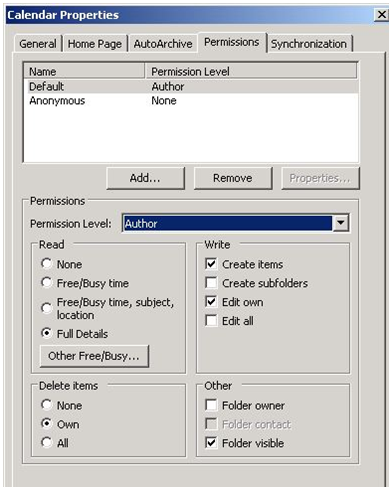 Calendar Properties
General Home Page AutoArchive Permissions Synchronization
Name Permission Level
Default Author
Anonymous None
Add... Remove Properties...
Permissions
Permission Level: Author
Read
None
Free/Busy time
Free/Busy time, subject,
location
Full Details
Other Free/Busy...
Write
Create items
Create subfolders
Edit own
Edit all
Delete items
None
Own
All
Other
Folder owner
Folder contact
Folder visible